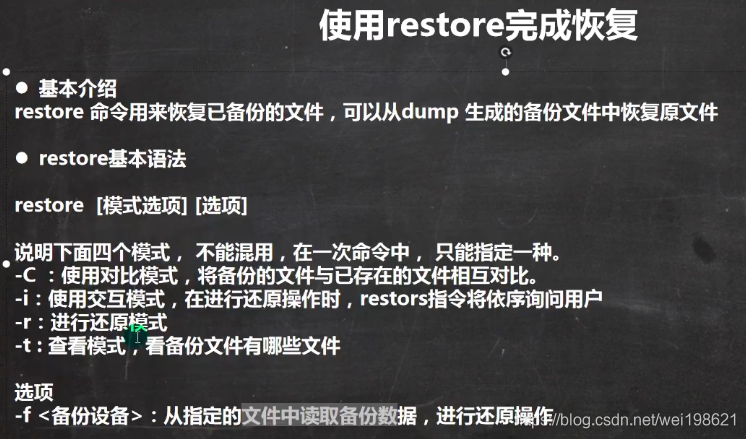 使用restore完成恢复
● 基本介绍
restore 命令用来恢复已备份的文件，可以从dump 生成的备份文件中恢复原文件
● restore基本语法
restore [模式选项] [选项]
说明下面四个模式， 不能混用，在一次命令中， 只能指定一种。
-C ：使用对比模式，将备份的文件与已存在的文件相互对比。
-i：使用交互模式，在进行还原操作时，restors指令将依序询问用户
-r：进行还原模式
-t : 查看模式，看备份文件有哪些文件
选项
-f <备份设备>：从指定的文件中读取备份数据，进行还原操作
https://blog.csdn.net/wei198621